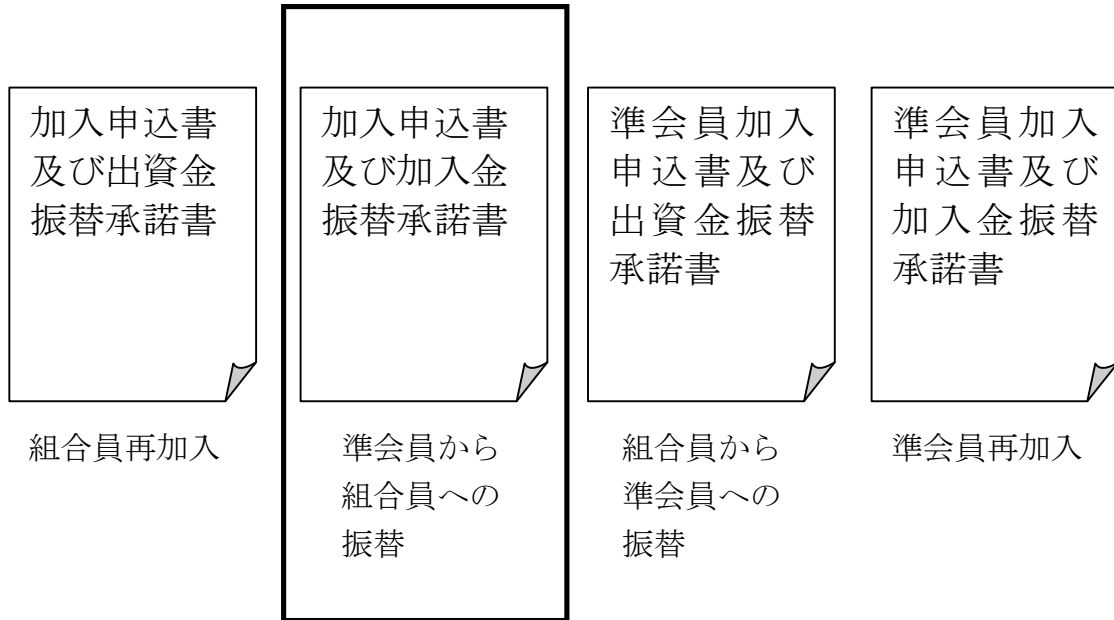 加入申込書
及び出資金
振替承諾書
組合員再加入
加入申込書
及び加入金
振替承諾書
準会員から
組合員への
振替
準会員加入
申込書及び
出資金振替
承諾書
組合員から
準会員への
振替
準会員加入
申込書及び
加入金振替
承諾書
準会員再加入